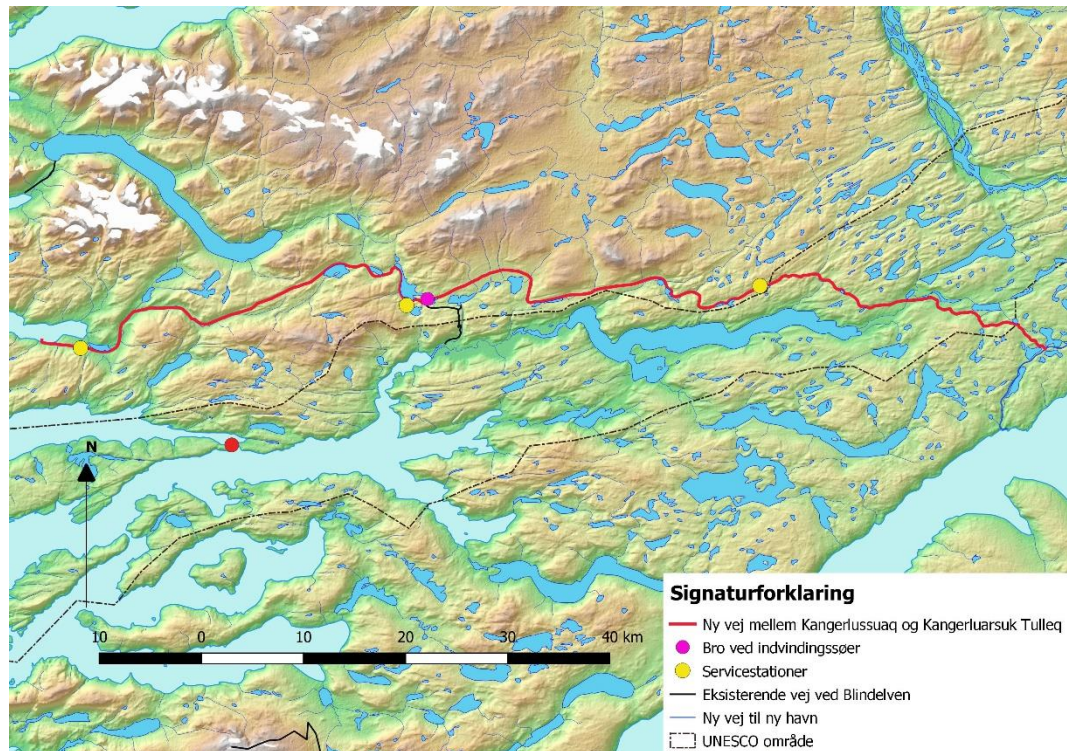 N
10 0 10 20 30 40 km
Signaturforklaring
Ny vej mellem Kangerlussuaq og Kangerluarsuk Tulleq
Bro ved indvindingssøer
Servicestationer
Eksisterende vej ved Blindelven
Ny vej til ny havn
UNESCO område